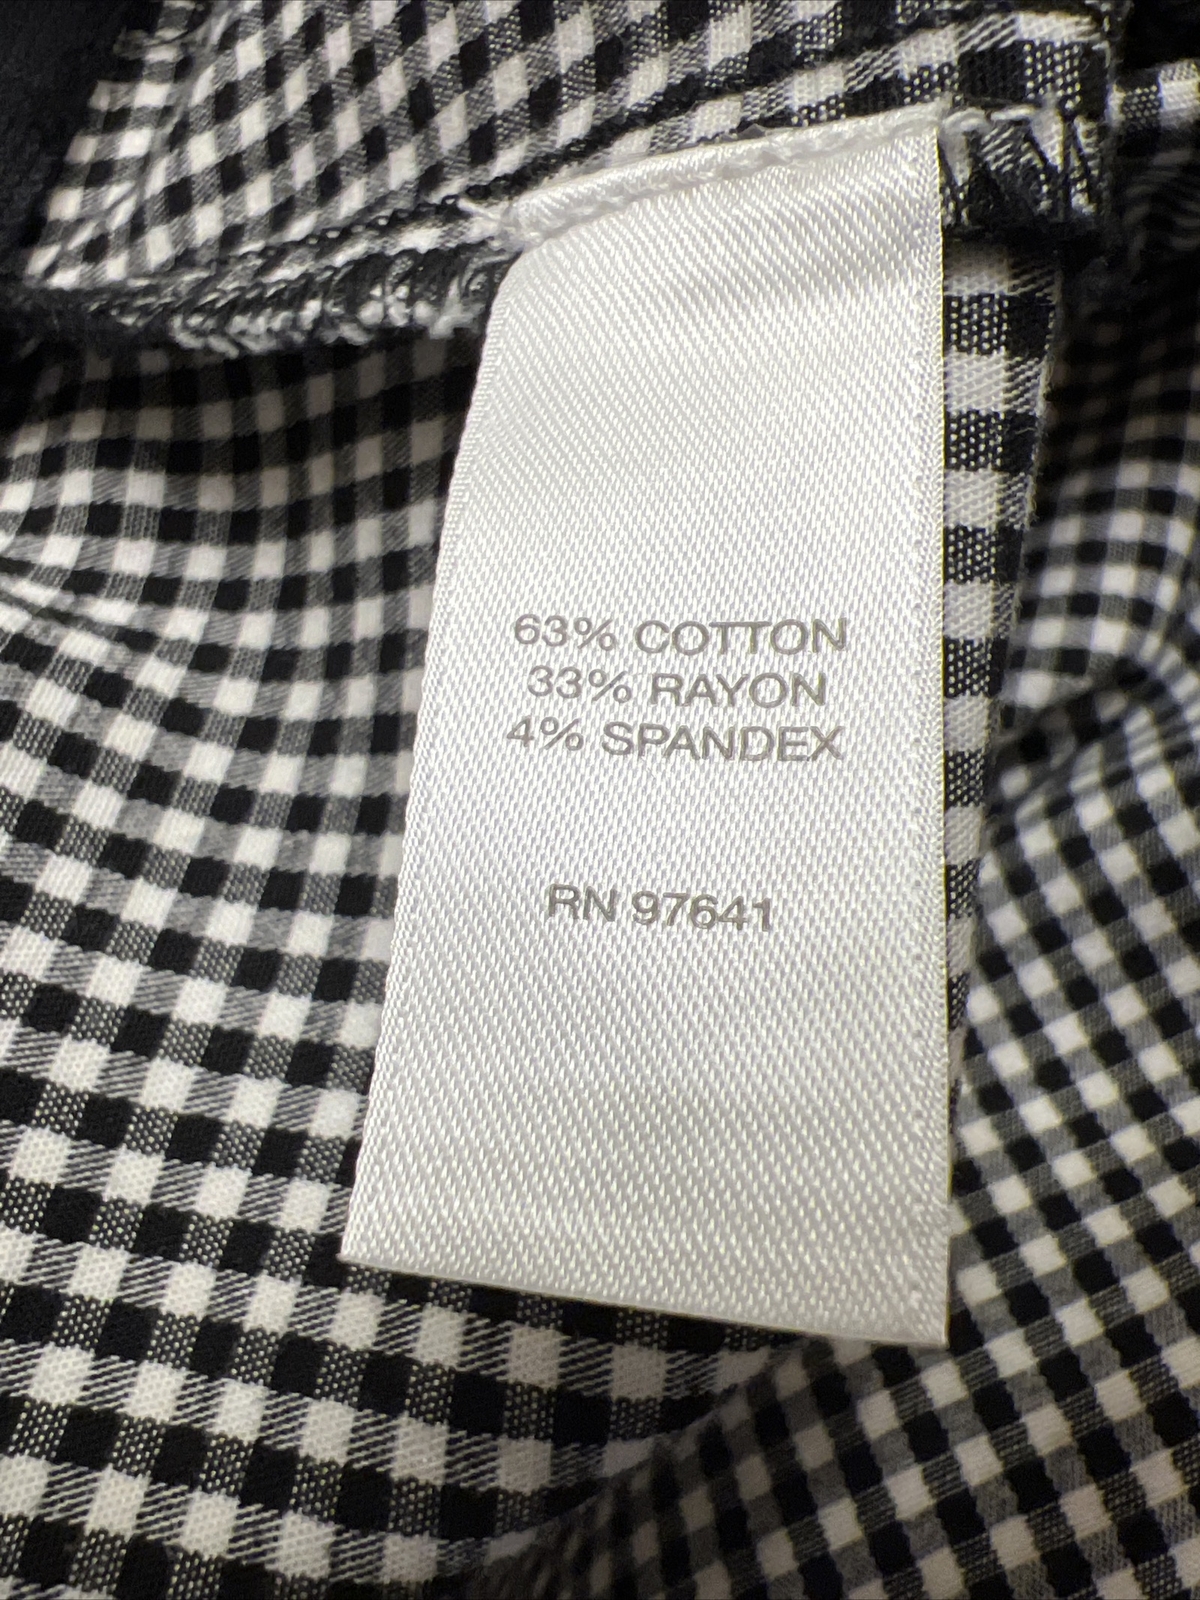 63% COTTON
33% RAYON
4% SPANDEX
RN 97641